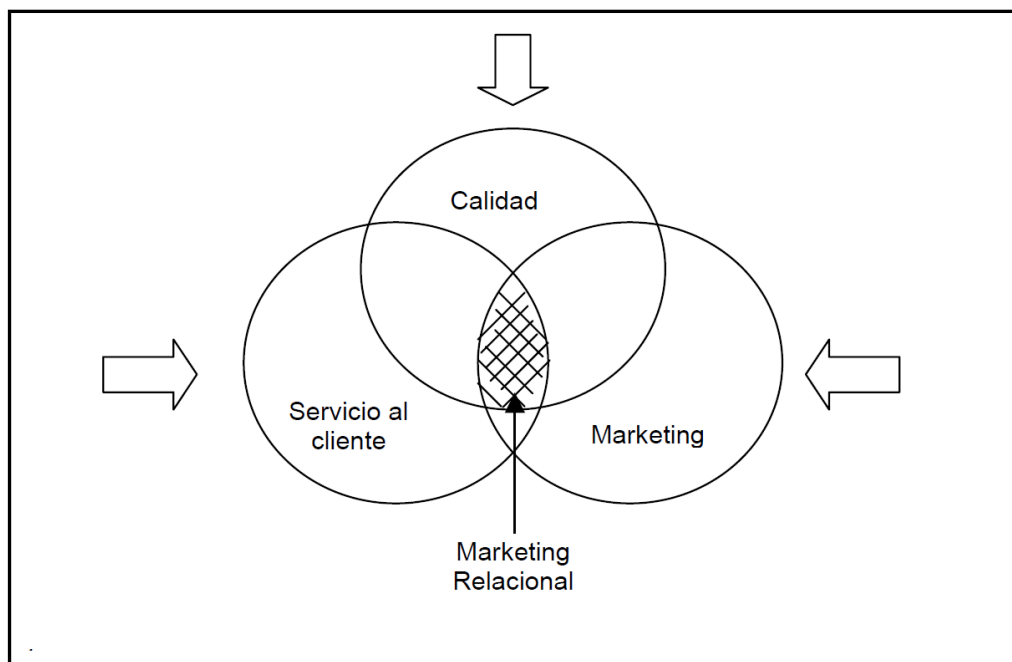 Calidad
Servicio al
cliente
Marketing
Marketing
Relacional
.